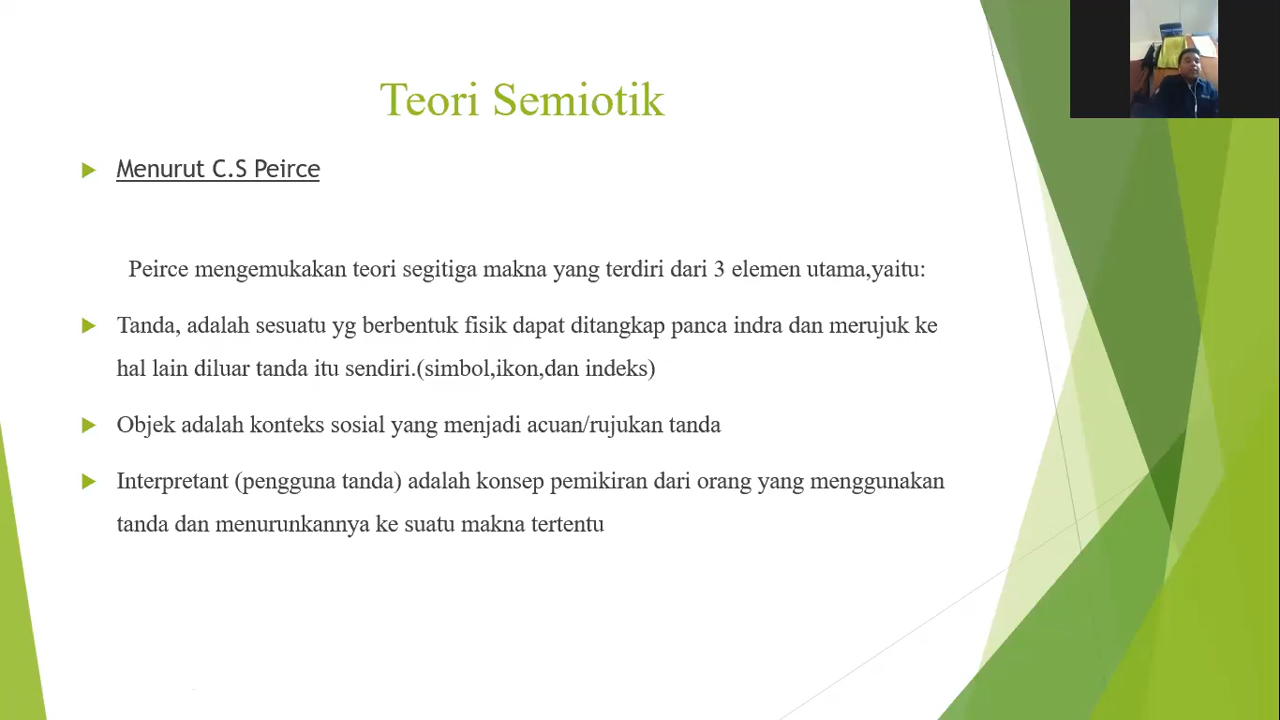 Teori Semiotik
Menurut C.S Peirce
Peirce mengemukakan teori segitiga makna yang terdiri dari 3 elemen utama,yaitu:
Tanda, adalah sesuatu yg berbentuk fisik dapat ditangkap panca indra dan merujuk ke
hal lain diluar tanda itu sendiri.(simbol,ikon,dan indeks)
Objek adalah konteks sosial yang menjadi acuan/rujukan tanda
Interpretant (pengguna tanda) adalah konsep pemikiran dari orang yang menggunakan
tanda dan menurunkannya ke suatu makna tertentu